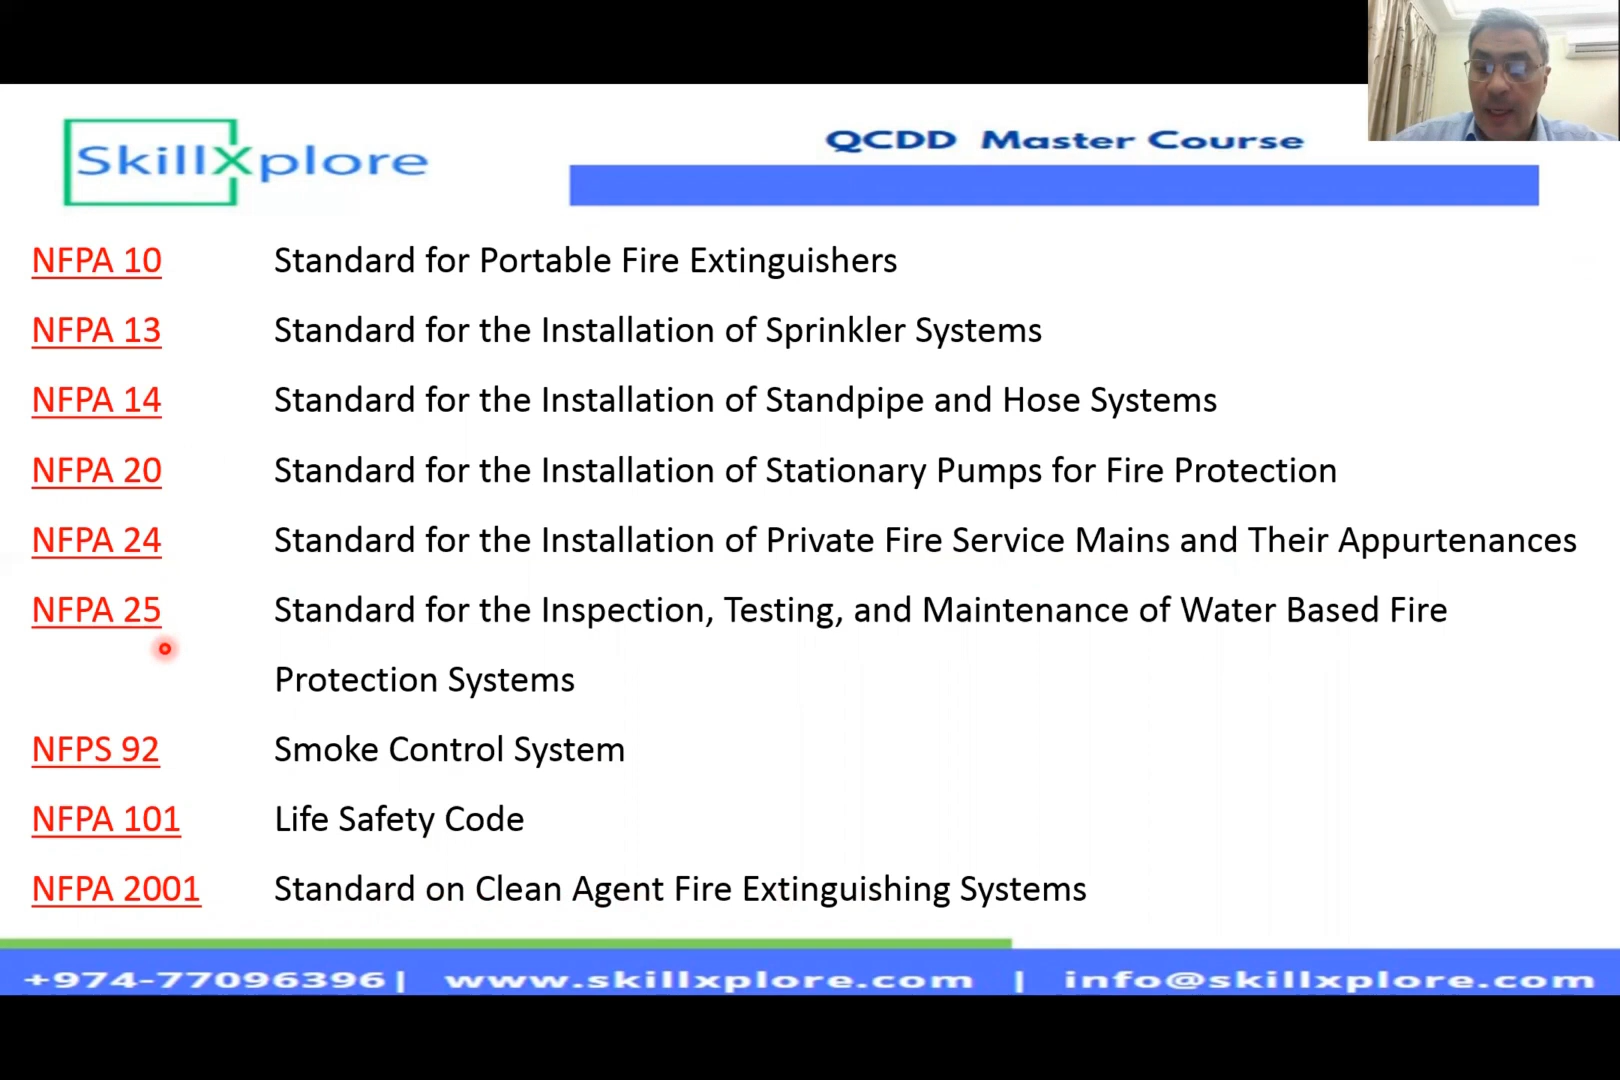 SkillXplore
QCDD Master Course
NFPA 10 Standard for Portable Fire Extinguishers
NFPA 13 Standard for the Installation of Sprinkler Systems
NFPA 14 Standard for the Installation of Standpipe and Hose Systems
NFPA 20 Standard for the Installation of Stationary Pumps for Fire Protection
NFPA 24 Standard for the Installation of Private Fire Service Mains and Their Appurtenances
NFPA 25 Standard for the Inspection, Testing, and Maintenance of Water Based Fire
Protection Systems
NFPS 92 Smoke Control System
NFPA 101 Life Safety Code
NFPA 2001 Standard on Clean Agent Fire Extinguishing Systems
+974-77096396| www.skillxplore.com | info@skillxplore.com